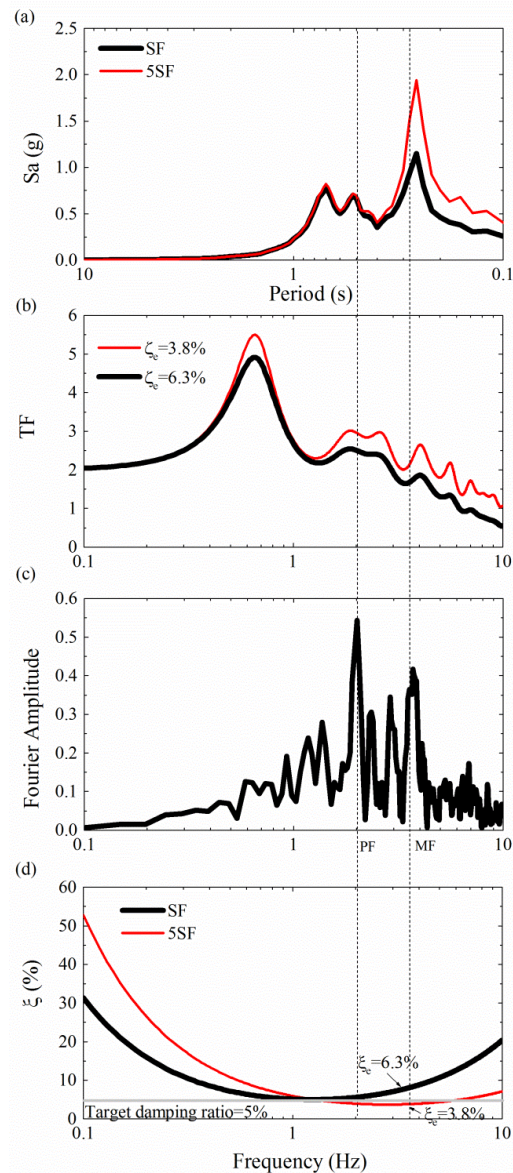 (a)
2.5
2.0
1.5
1.0
0.5
0.0
Sa (g)
SF
5SF
10
1
0.1
Period (s)
(b)
6
5
4
3
2
1
0
TF
ζe=3.8%
ζe=6.3%
0.1
1
10
(c)
0.6
0.5
0.4
0.3
0.2
0.1
0.0
Fourier Amplitude
0.1
1
PF
MF
10
(d)
60
50
40
30
20
10
0
ξ (%)
SF
5SF
ξe=6.3%
Target damping ratio=5%
ξe=3.8%
0.1
1
10
Frequency (Hz)